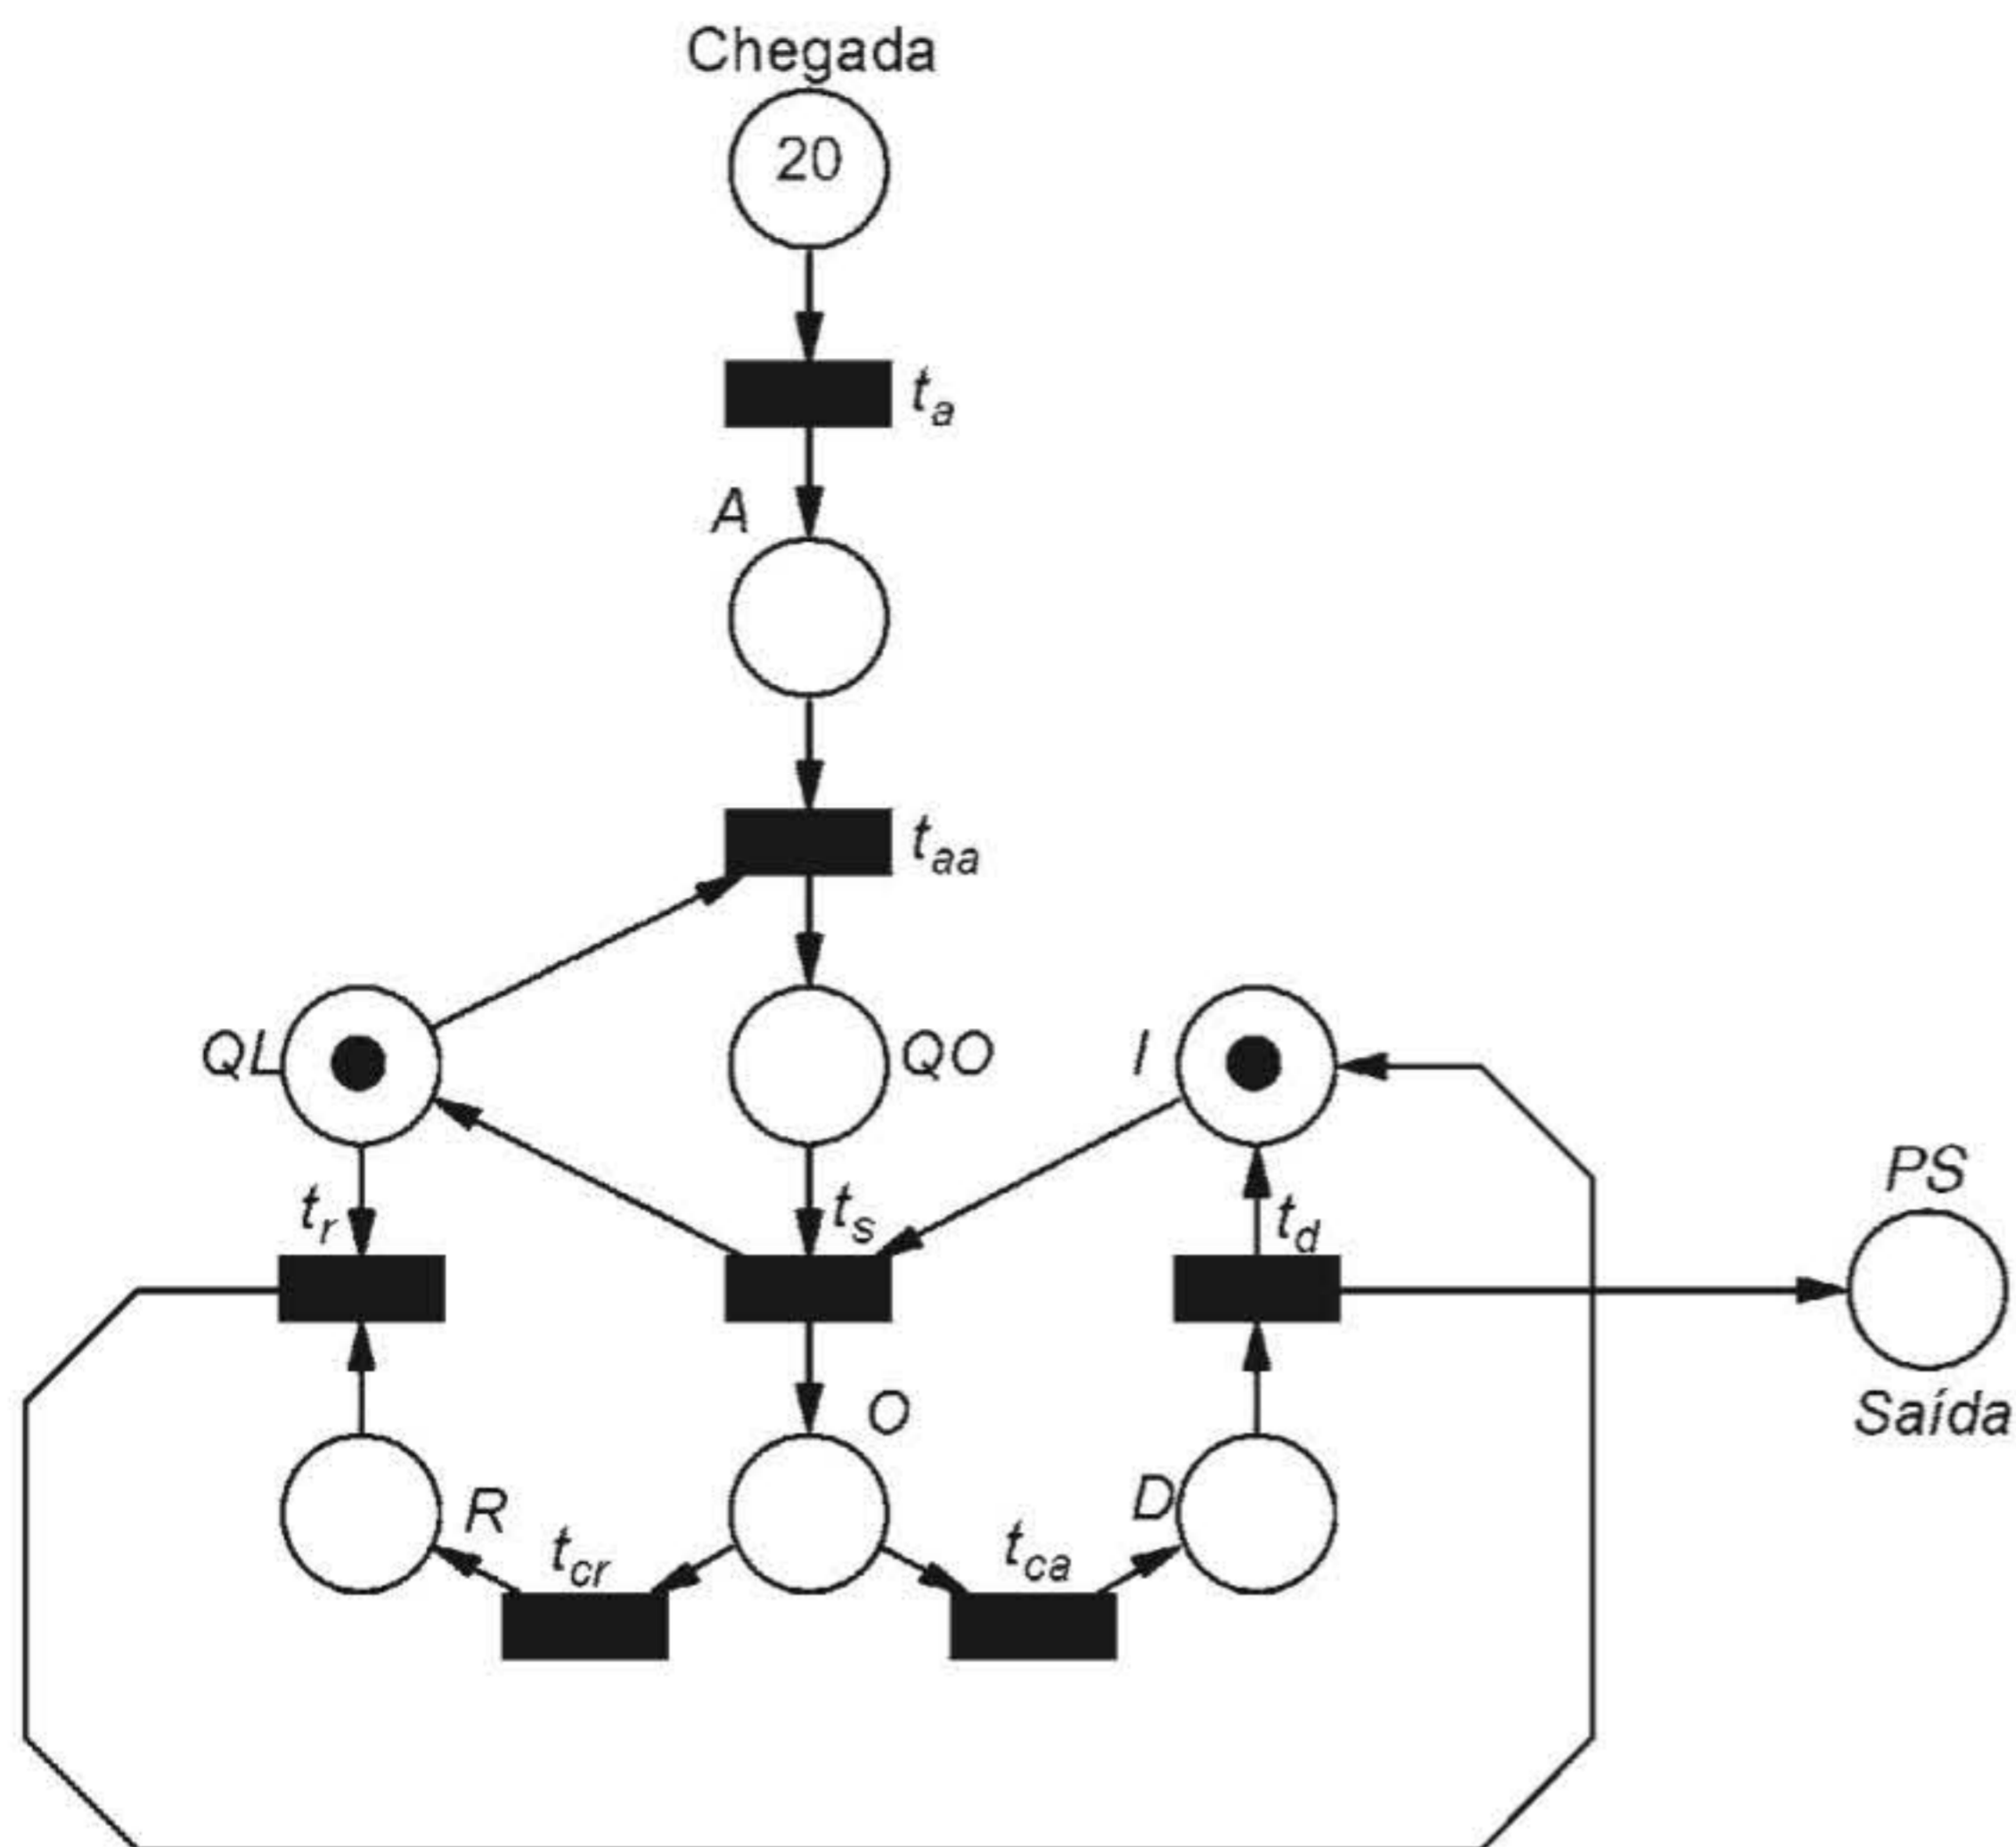 Chegada
20
t_a
A
t_aa
QL
QO
I
PS
t_r
t_s
t_d
Saída
O
R
D
t_cr
t_ca